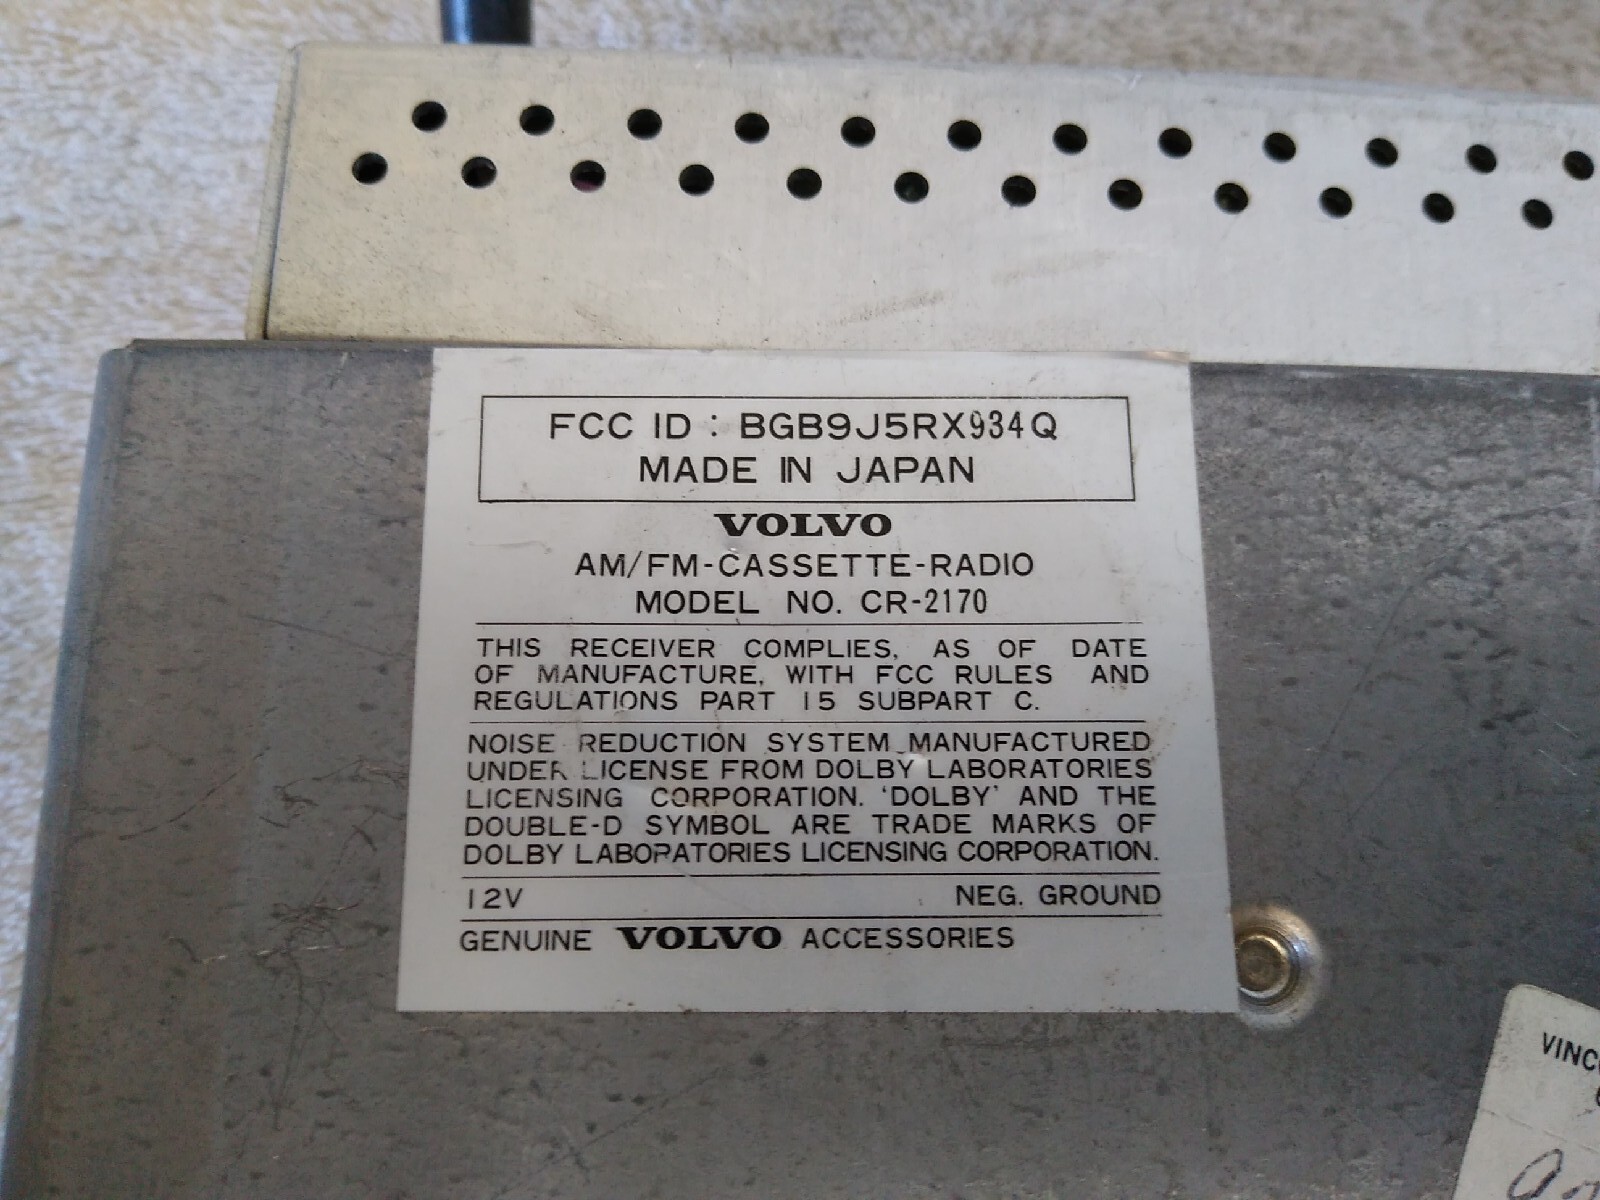 FCC ID : BGB9J5RX934Q
MADE IN JAPAN
VOLVO
AM/FM-CASSETTE-RADIO
MODEL NO. CR-2170
THIS RECEIVER COMPLIES, AS OF DATE
OF MANUFACTURE, WITH FCC RULES AND
REGULATIONS PART 15 SUBPART C.
NOISE REDUCTION SYSTEM MANUFACTURED
UNDER LICENSE FROM DOLBY LABORATORIES
LICENSING CORPORATION. 'DOLBY' AND THE
DOUBLE-D SYMBOL ARE TRADE MARKS OF
DOLBY LABORATORIES LICENSING CORPORATION.
12V NEG. GROUND
GENUINE VOLVO ACCESSORIES